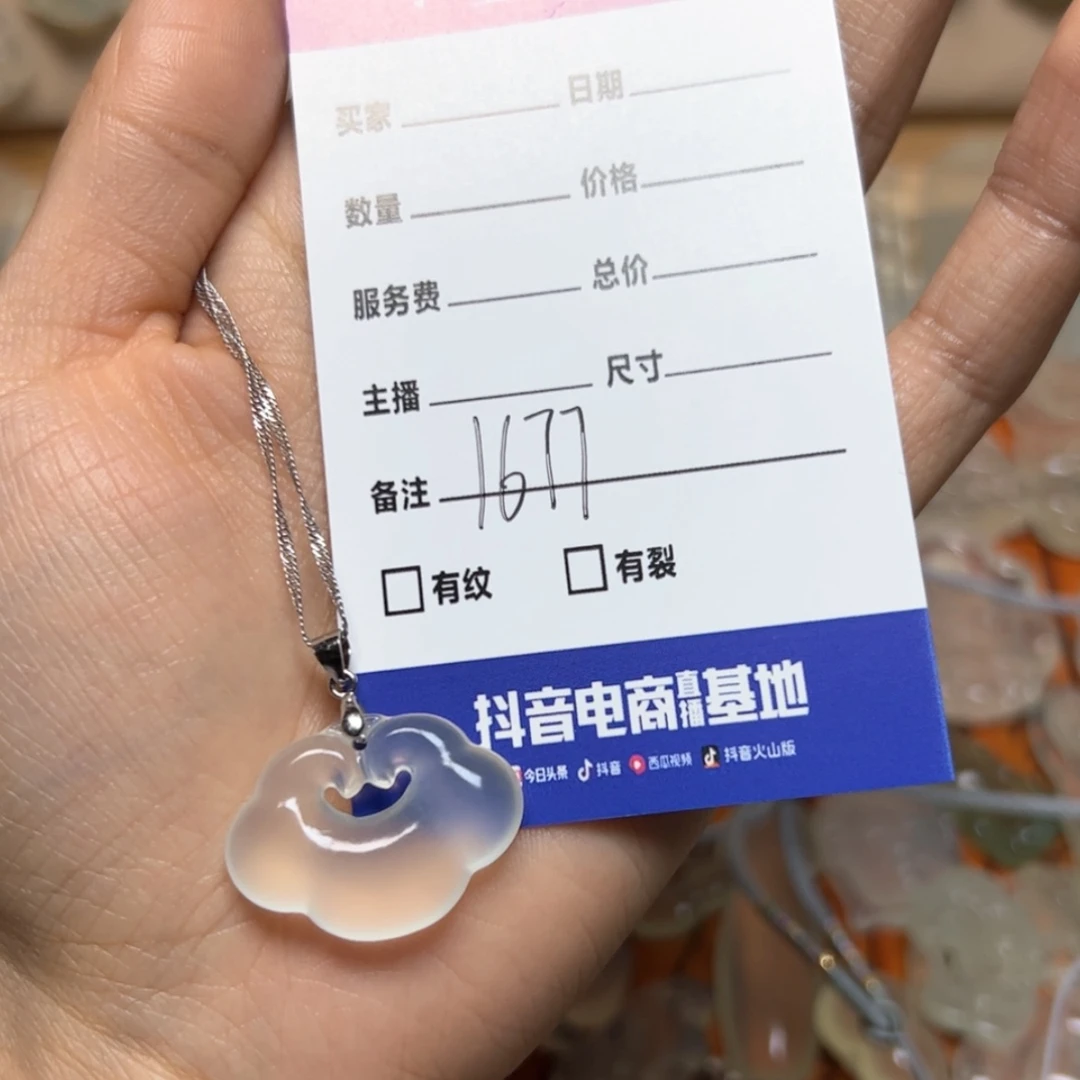 买家 日期
数量 价格
服务费 总价
主播 尺寸
备注 1677
有纹 有裂
抖音电商直播基地
今日头条 抖音 西瓜视频 抖音火山版